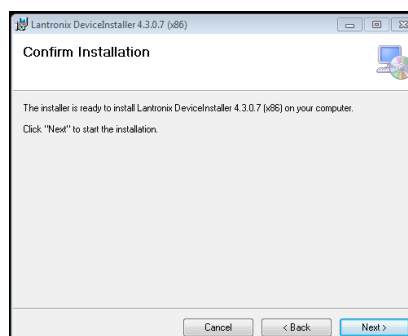 Lantronix DeviceInstaller 4.3.0.7 (x86)
Confirm Installation
The installer is ready to install Lantronix DeviceInstaller 4.3.0.7 (x86) on your computer.
Click "Next" to start the installation.
Cancel
< Back
Next >